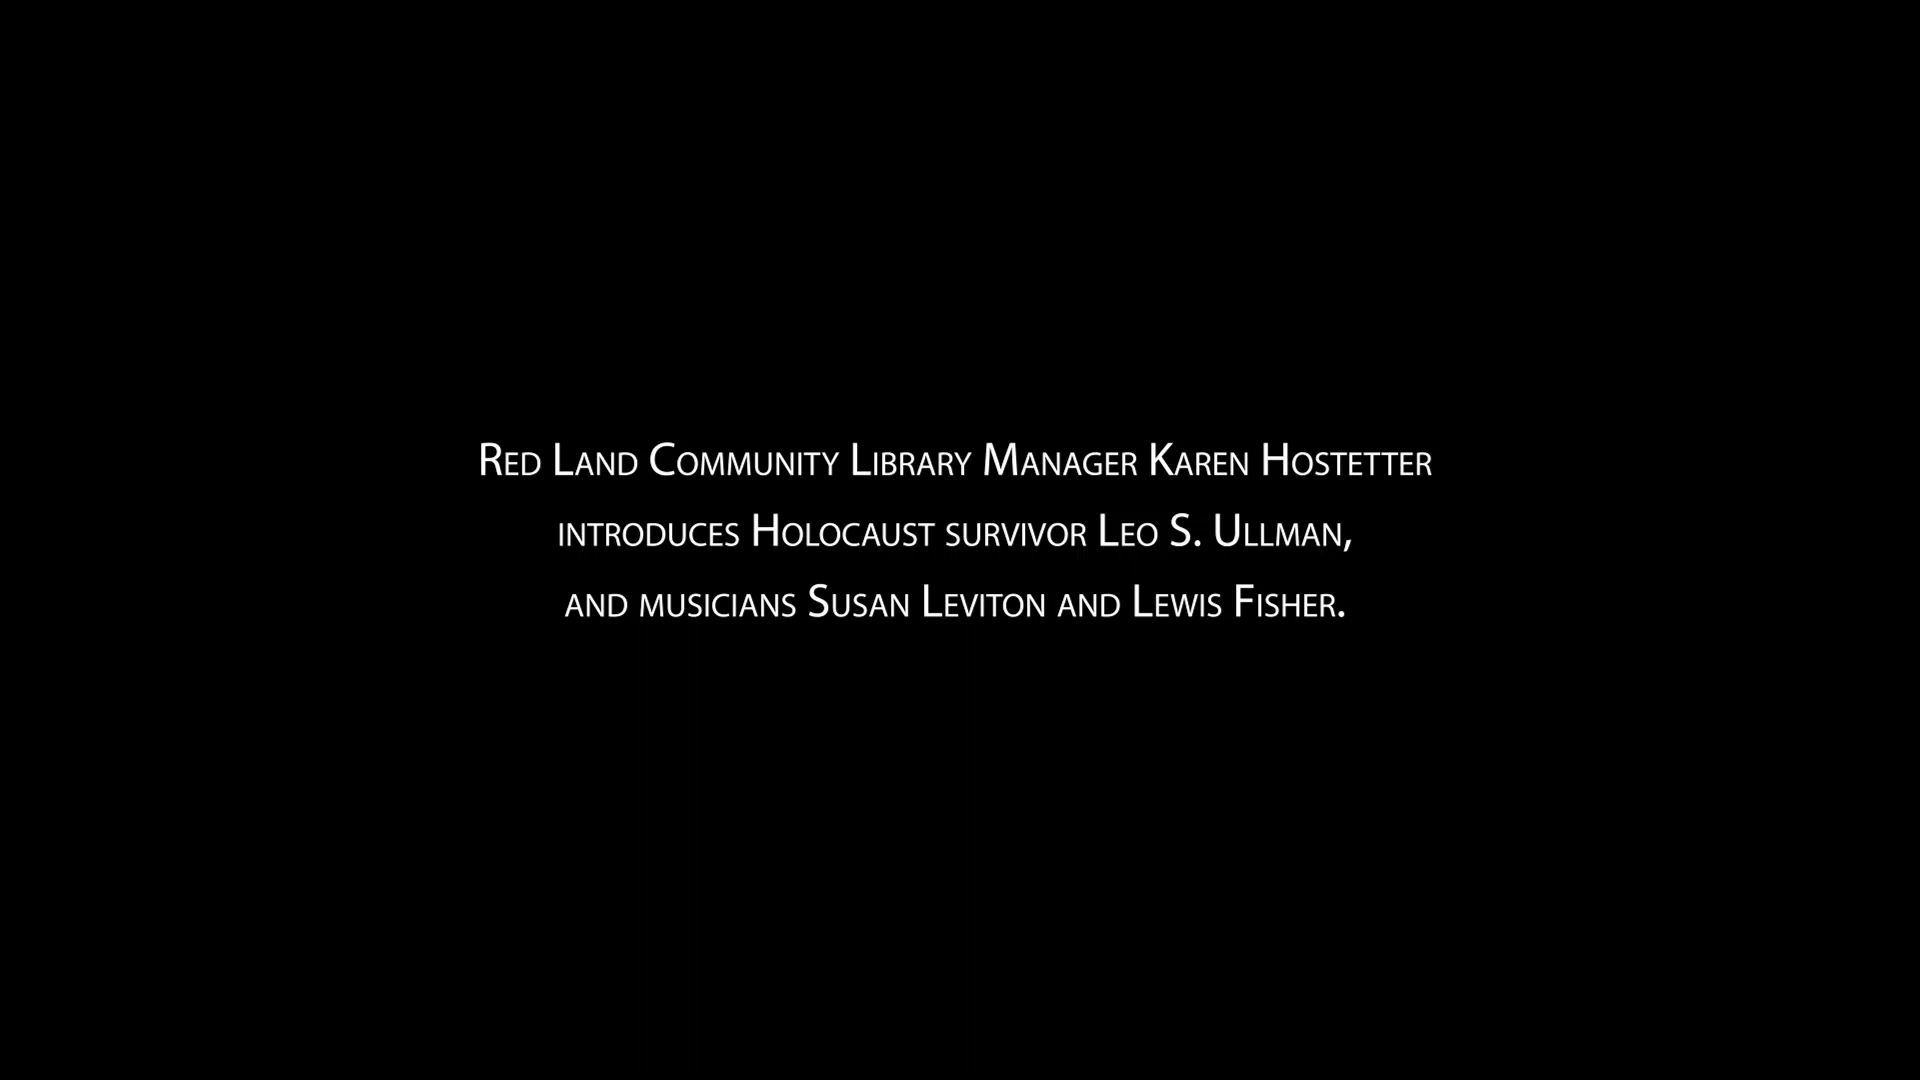 Red Land Community Library Manager Karen Hostetter
introduces Holocaust survivor Leo S. Ullman,
and musicians Susan Leviton and Lewis Fisher.